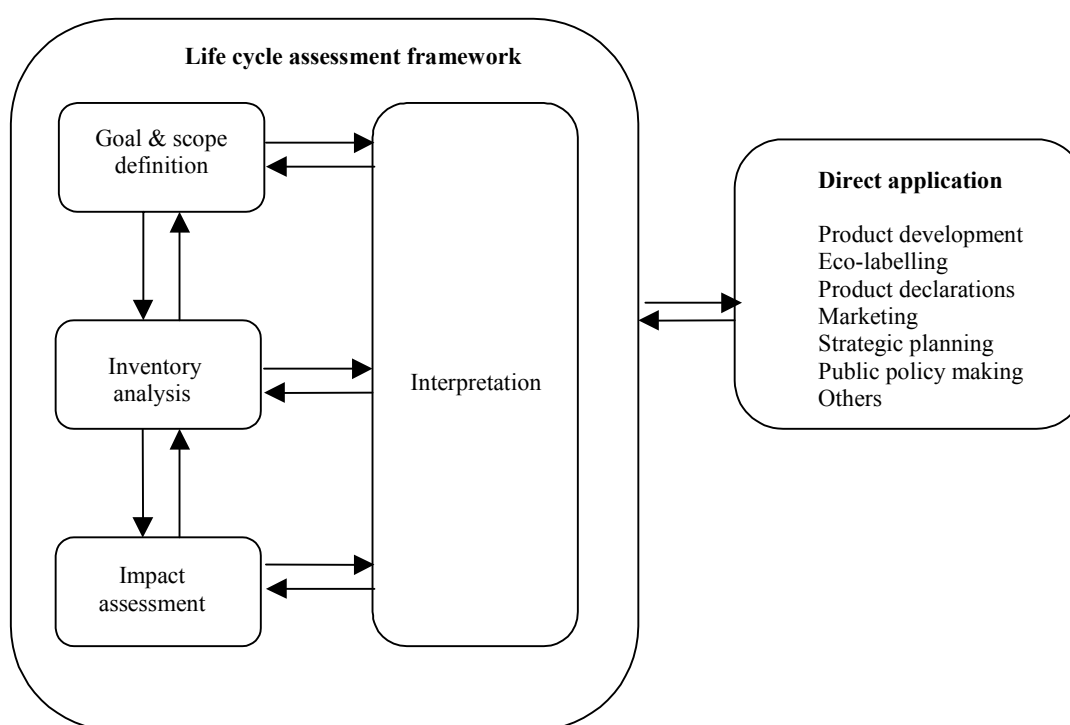 Life cycle assessment framework
Goal & scope
definition
Inventory
analysis
Impact
assessment
Interpretation
Direct application
Product development
Eco-labelling
Product declarations
Marketing
Strategic planning
Public policy making
Others